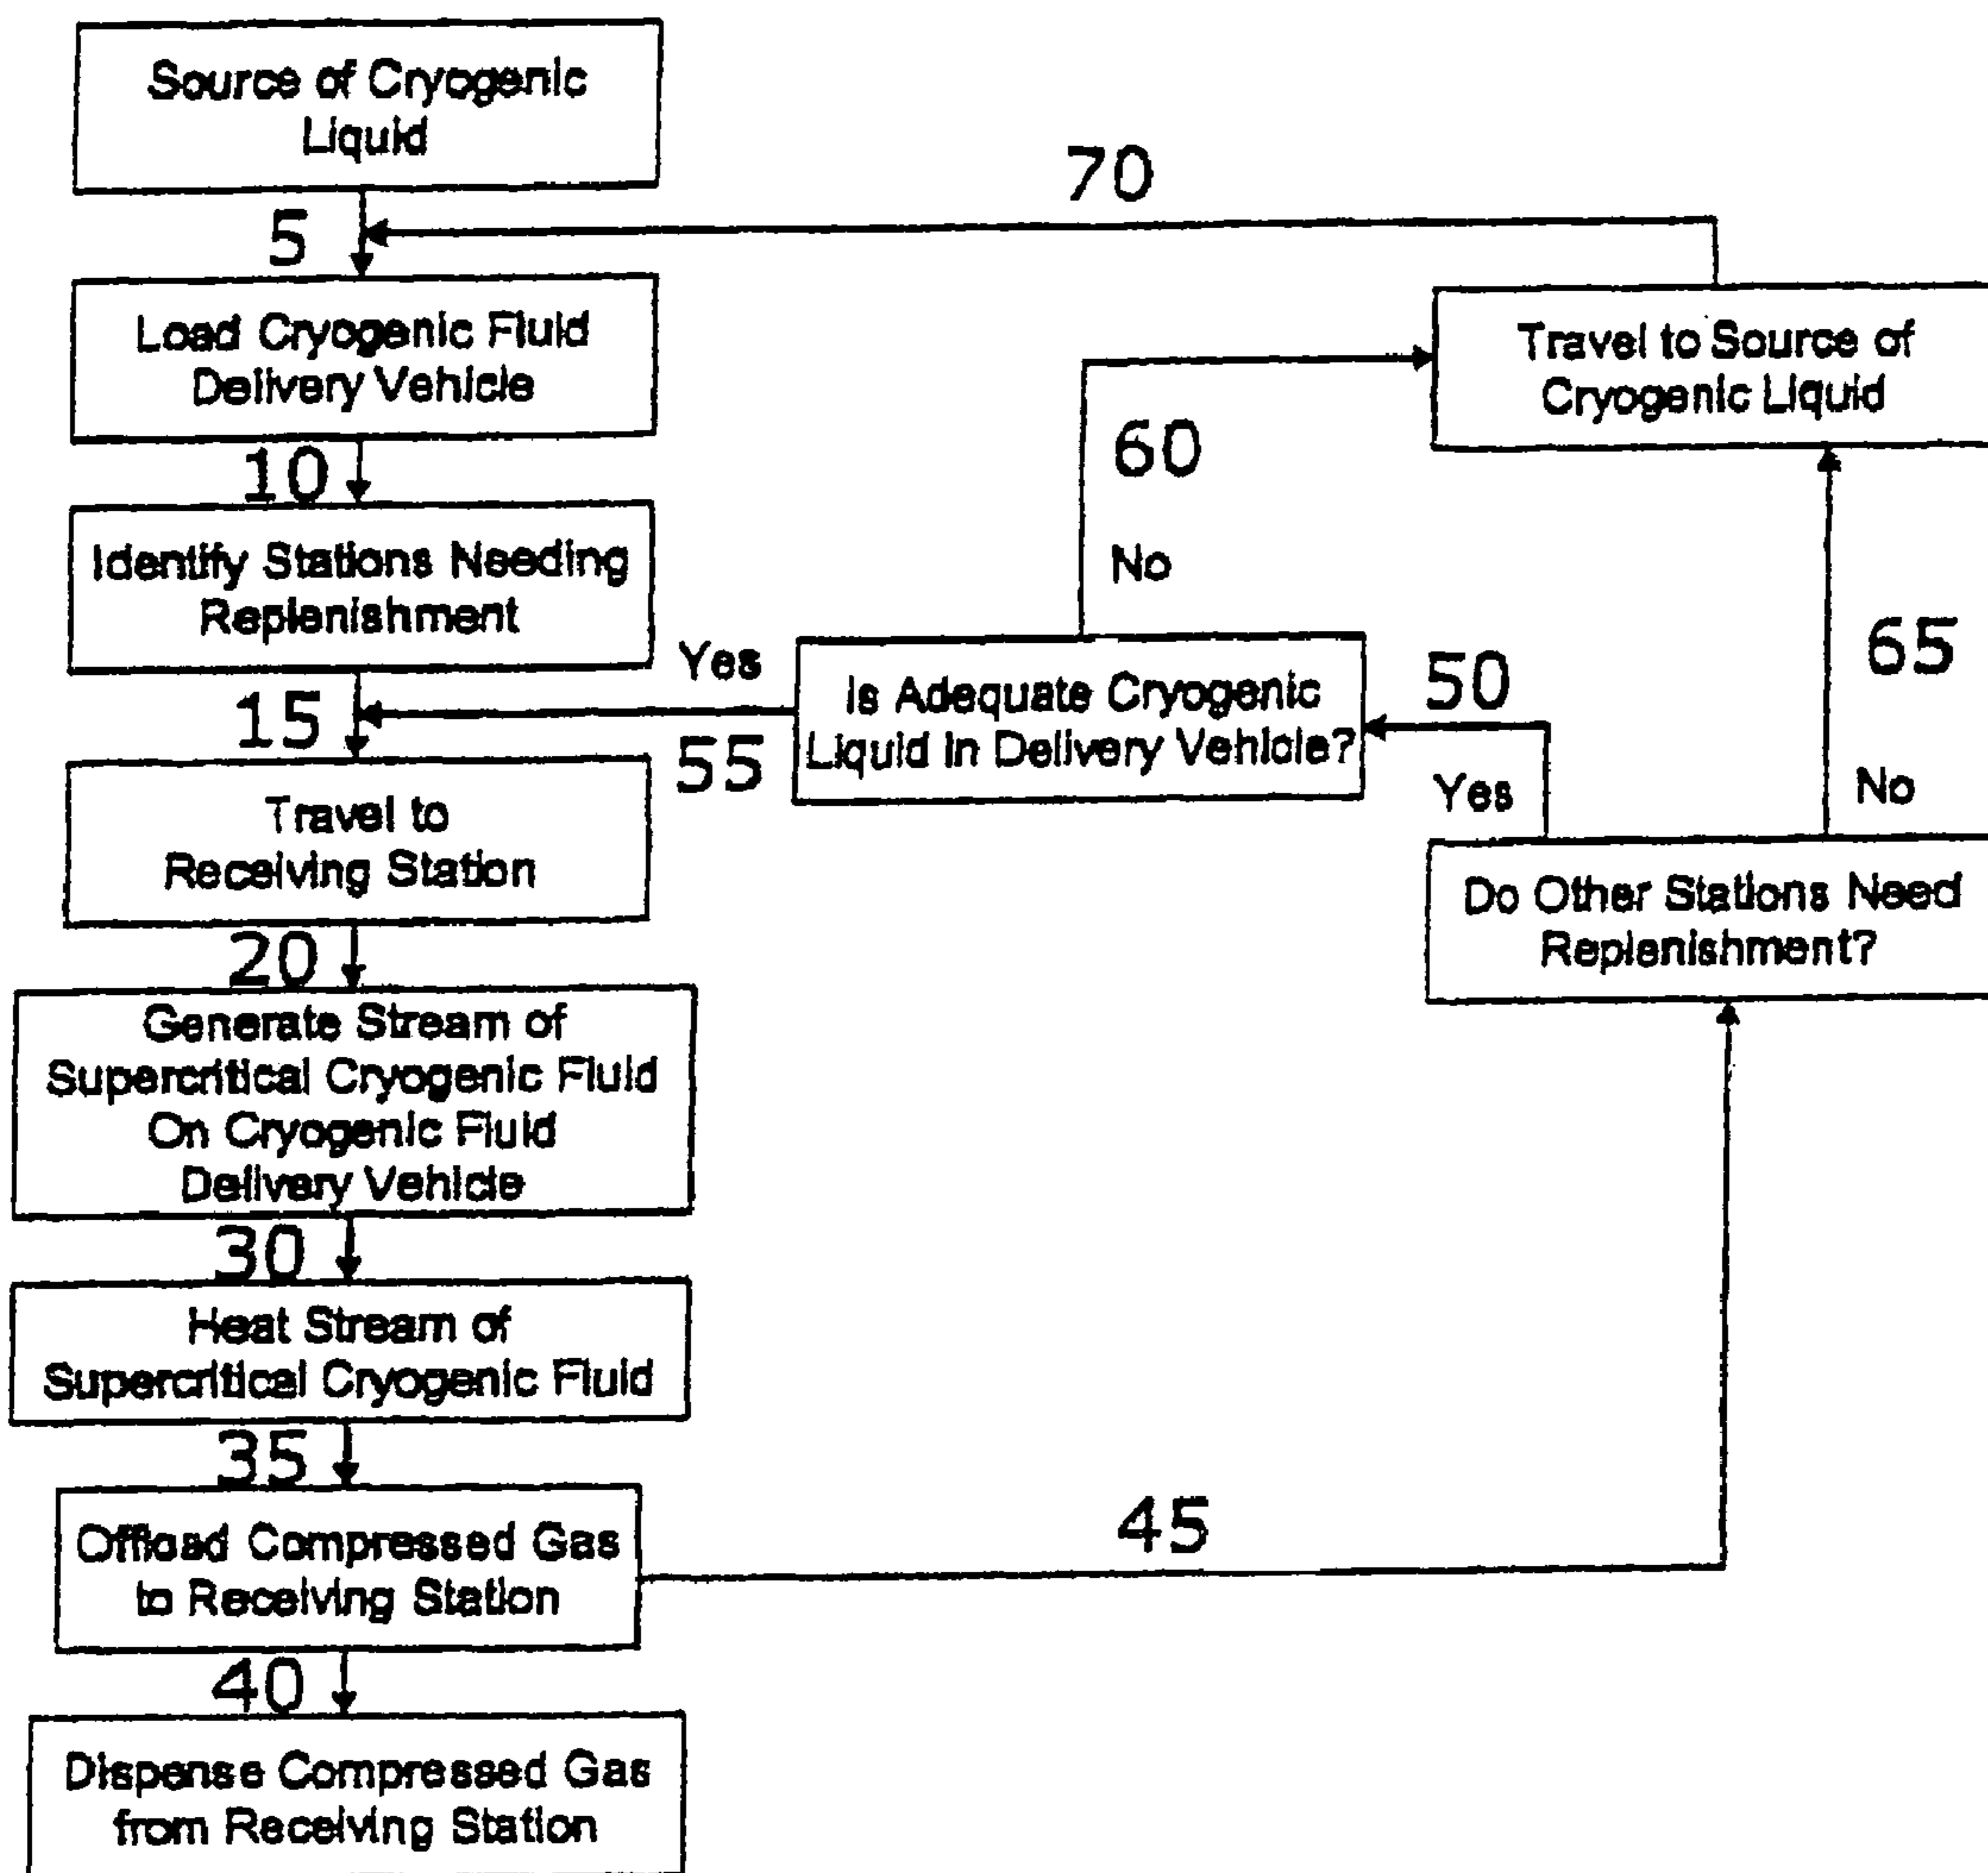 Source of Cryogenic
Liquid
70
5
Load Cryogenic Fluid
Delivery Vehicle
Travel to Source of
Cryogenic Liquid
10
60
No
Identify Stations Needing
Replenishment
Yes
15
55
Is Adequate Cryogenic
Liquid in Delivery Vehicle?
50
Yes
65
No
Travel to
Receiving Station
Do Other Stations Need
Replenishment?
20
Generate Stream of
Supercritical Cryogenic Fluid
On Cryogenic Fluid
Delivery Vehicle
30
Heat Stream of
Supercritical Cryogenic Fluid
35
Offload Compressed Gas
to Receiving Station
45
40
Dispense Compressed Gas
from Receiving Station